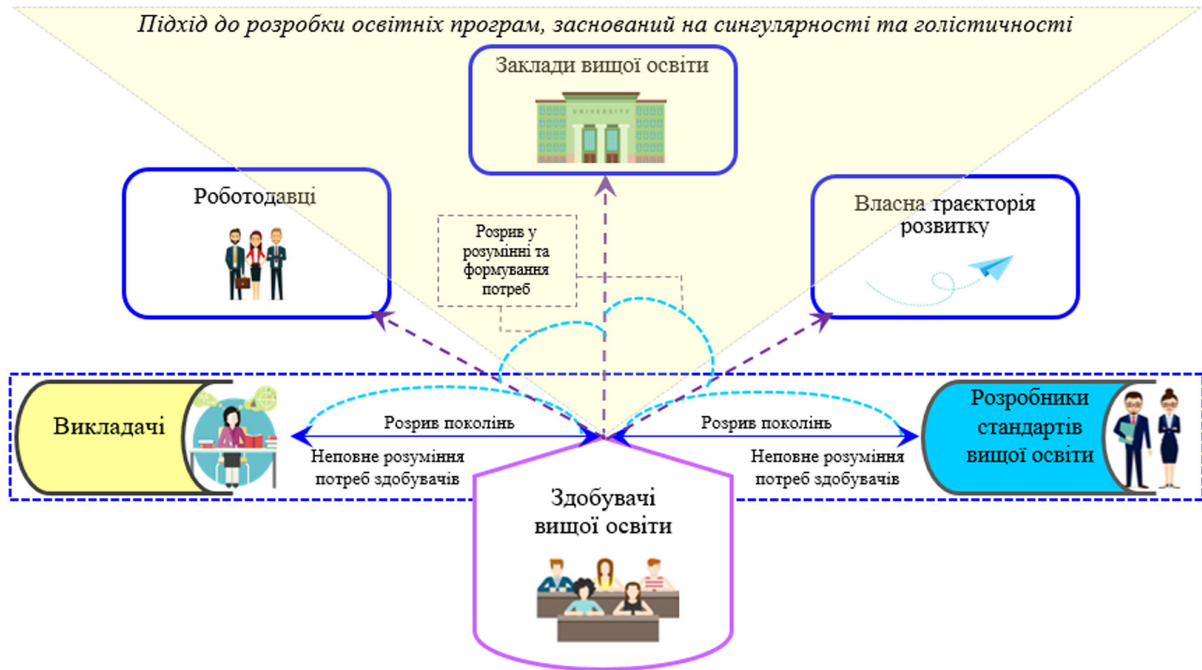 Підхід до розробки освітніх програм, заснований на сингулярності та голістичності
Заклади вищої освіти
UNIVERSITY
Роботодавці
Власна траєкторія
розвитку
Розрив у
розумінні та
формування
потреб
Викладачі
Розрив поколінь
Неповне розуміння
потреб здобувачів
Розрив поколінь
Неповне розуміння
потреб здобувачів
Розробники
стандартів
вищої освіти
Здобувачі
вищої освіти